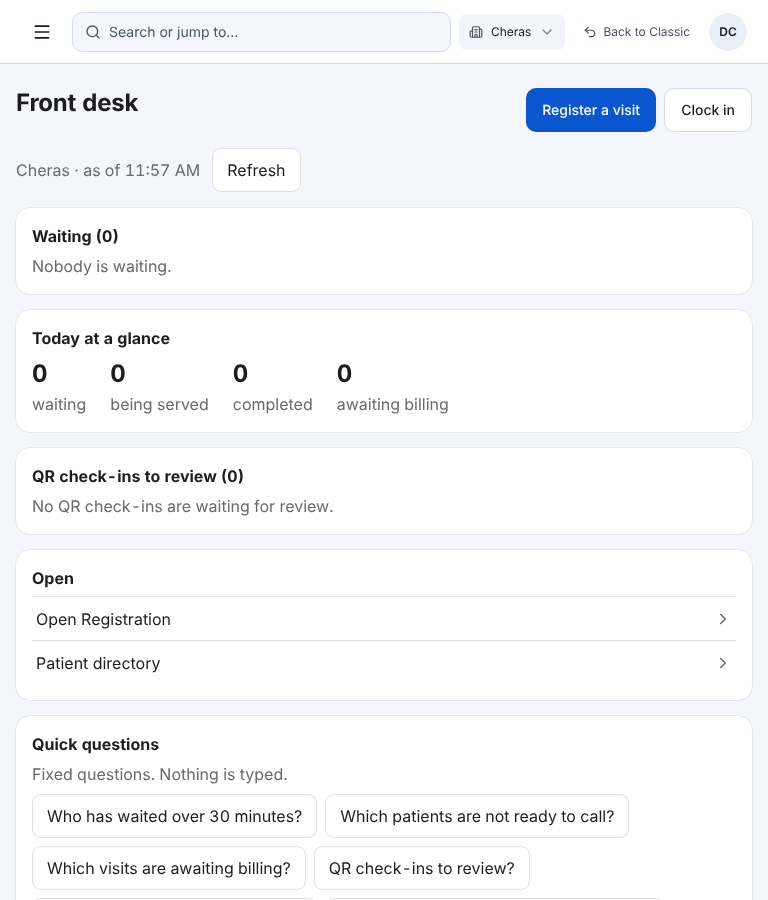 Search or jump to...
Cheras
Back to Classic
DC
Front desk
Register a visit
Clock in
Cheras · as of 11:57 AM
Refresh
Waiting (0)
Nobody is waiting.
Today at a glance
0 0 0 0
waiting being served completed awaiting billing
QR check-ins to review (0)
No QR check-ins are waiting for review.
Open
Open Registration
Patient directory
Quick questions
Fixed questions. Nothing is typed.
Who has waited over 30 minutes? Which patients are not ready to call?
Which visits are awaiting billing? QR check-ins to review?